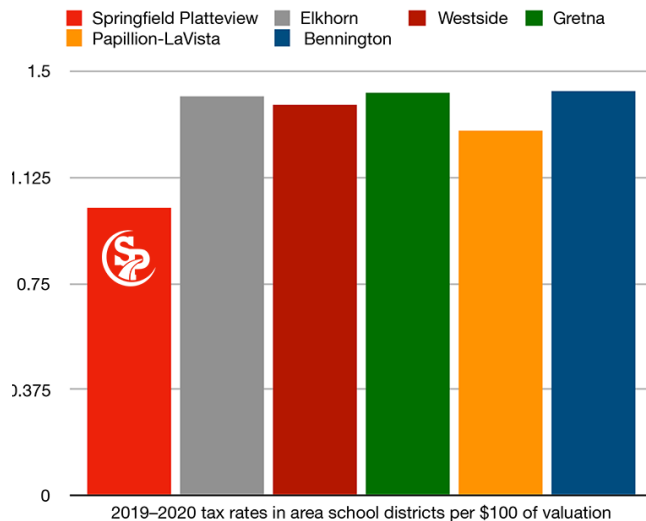 Springfield Platteview Elkhorn Westside Gretna
Papillion-LaVista Bennington
1.5
1.125
0.75
0.375
0
SP
2019–2020 tax rates in area school districts per $100 of valuation